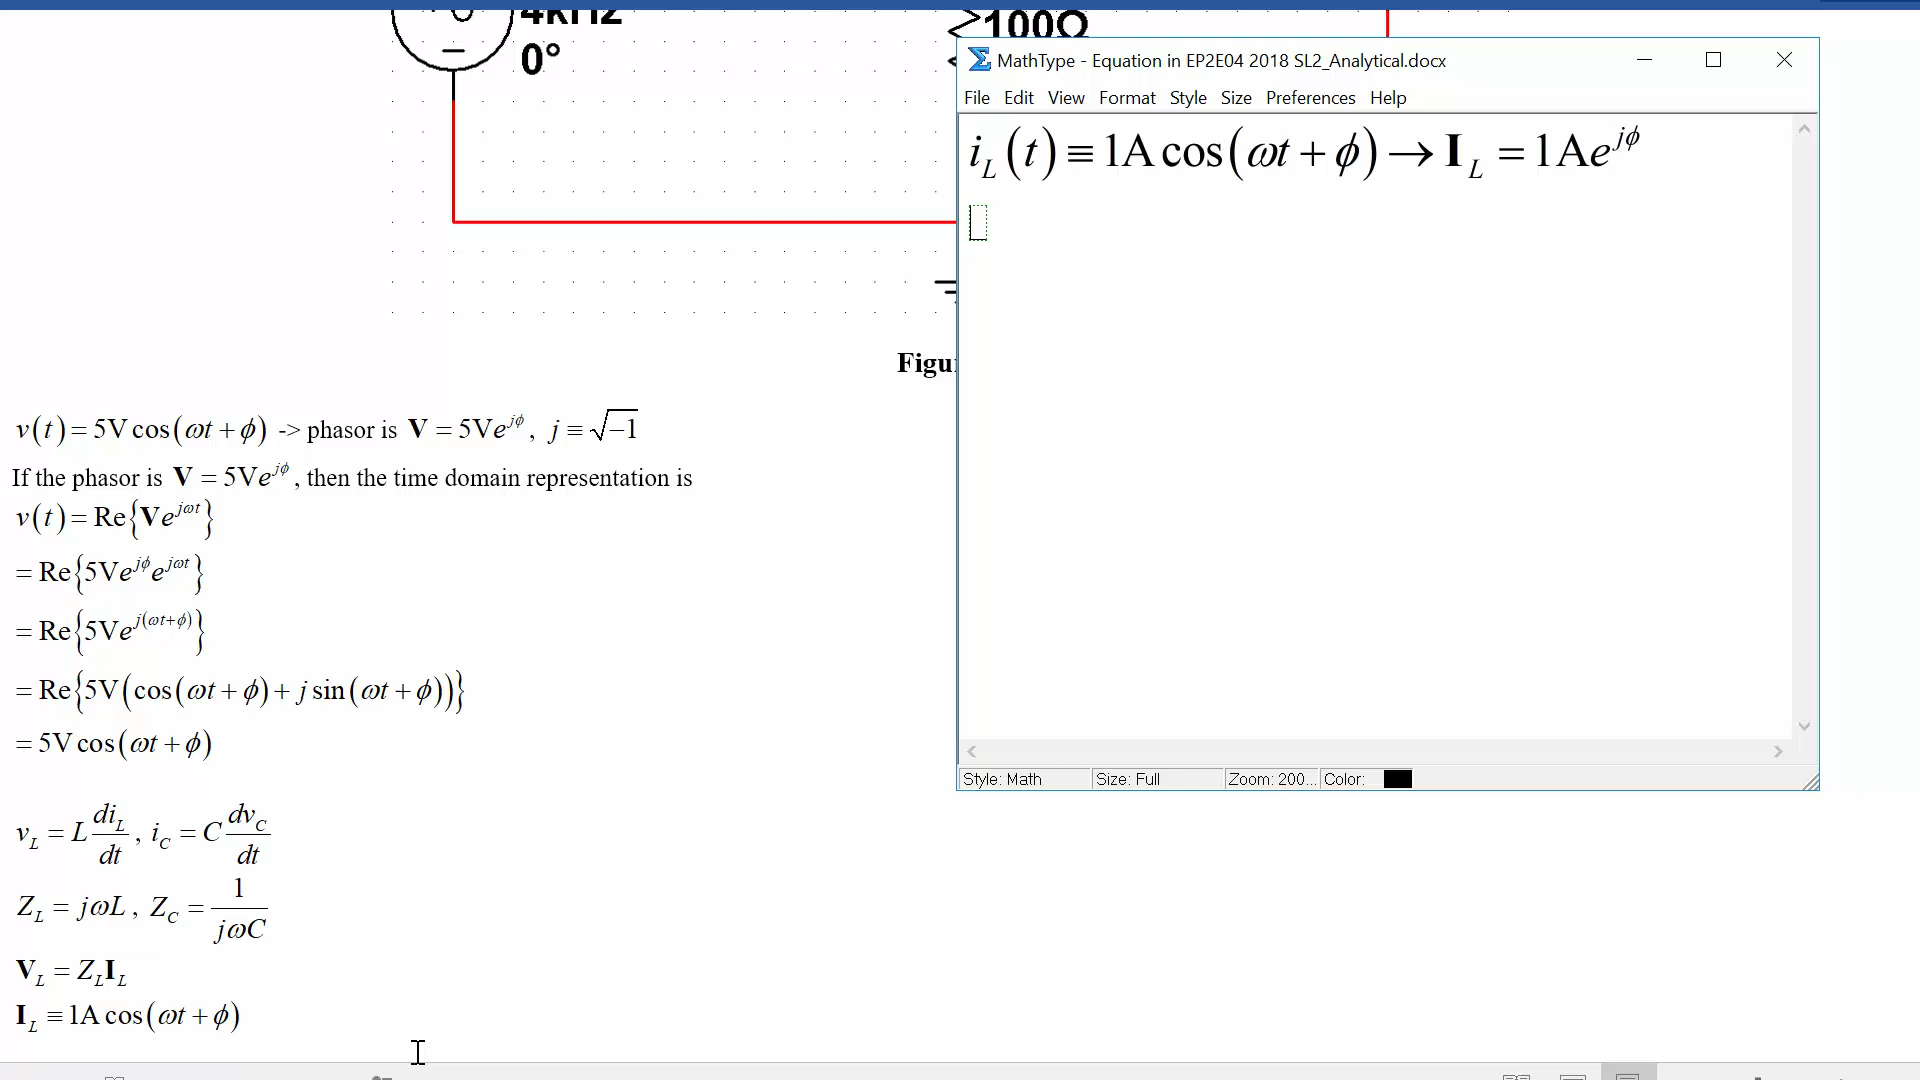 4kHz
0°
100Ω
MathType - Equation in EP2E04 2018 SL2_Analytical.docx
File Edit View Format Style Size Preferences Help
i_L(t) ≡ 1A cos(ωt + ϕ) → 𝐈_L = 1Ae^{jϕ}
Figu
v(t) = 5V cos(ωt + ϕ) -> phasor is 𝐕 = 5Ve^{jϕ}, j ≡ √−1
If the phasor is 𝐕 = 5Ve^{jϕ}, then the time domain representation is
v(t) = Re{𝐕e^{jωt}}
= Re{5Ve^{jϕ}e^{jωt}}
= Re{5Ve^{j(ωt+ϕ)}}
= Re{5V(cos(ωt + ϕ) + j sin(ωt + ϕ))}
= 5V cos(ωt + ϕ)
v_L = L di_L/dt, i_C = C dv_C/dt
Z_L = jωL, Z_C = 1/jωC
𝐕_L = Z_L𝐈_L
𝐈_L ≡ 1A cos(ωt + ϕ)
Style: Math Size: Full Zoom: 200... Color: